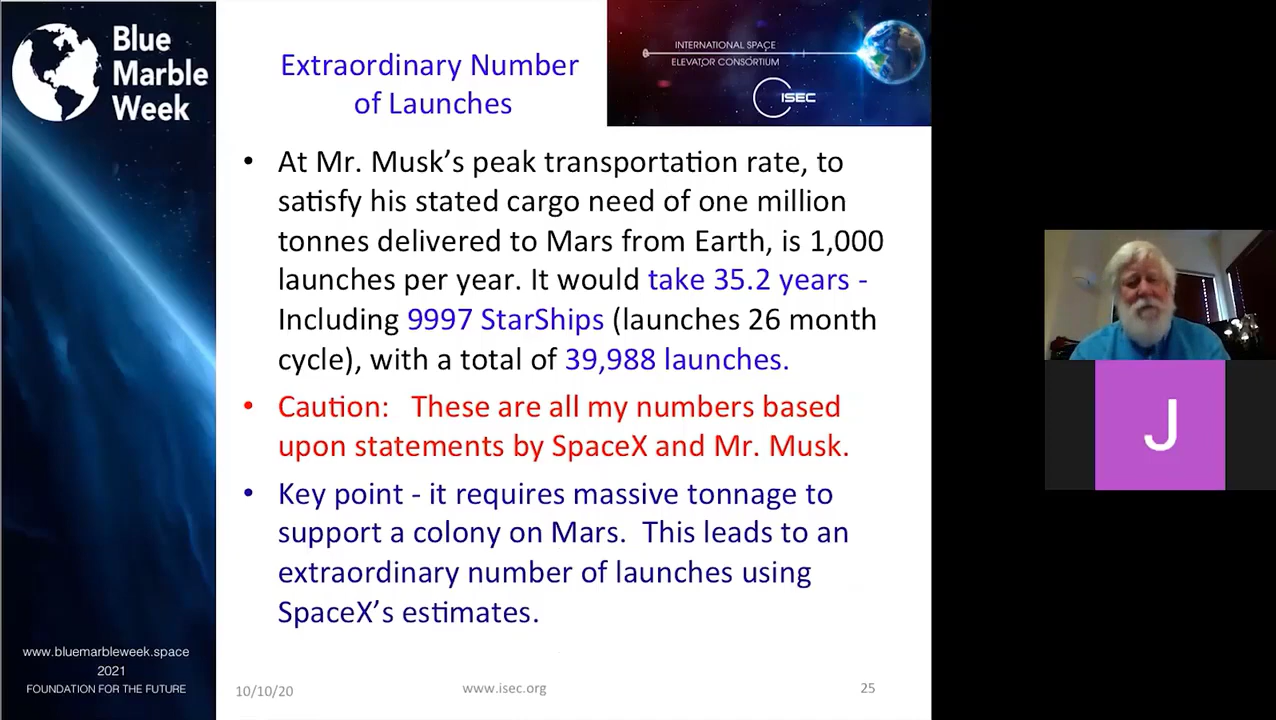 Blue
Marble
Week
Extraordinary Number
of Launches
INTERNATIONAL SPACE
ELEVATOR CONSORTIUM
ISEC
• At Mr. Musk's peak transportation rate, to
satisfy his stated cargo need of one million
tonnes delivered to Mars from Earth, is 1,000
launches per year. It would take 35.2 years -
Including 9997 StarShips (launches 26 month
cycle), with a total of 39,988 launches.
• Caution: These are all my numbers based
upon statements by SpaceX and Mr. Musk.
• Key point - it requires massive tonnage to
support a colony on Mars. This leads to an
extraordinary number of launches using
SpaceX's estimates.
www.bluemarbleweek.space
2021
FOUNDATION FOR THE FUTURE
10/10/20
www.isec.org
25
J